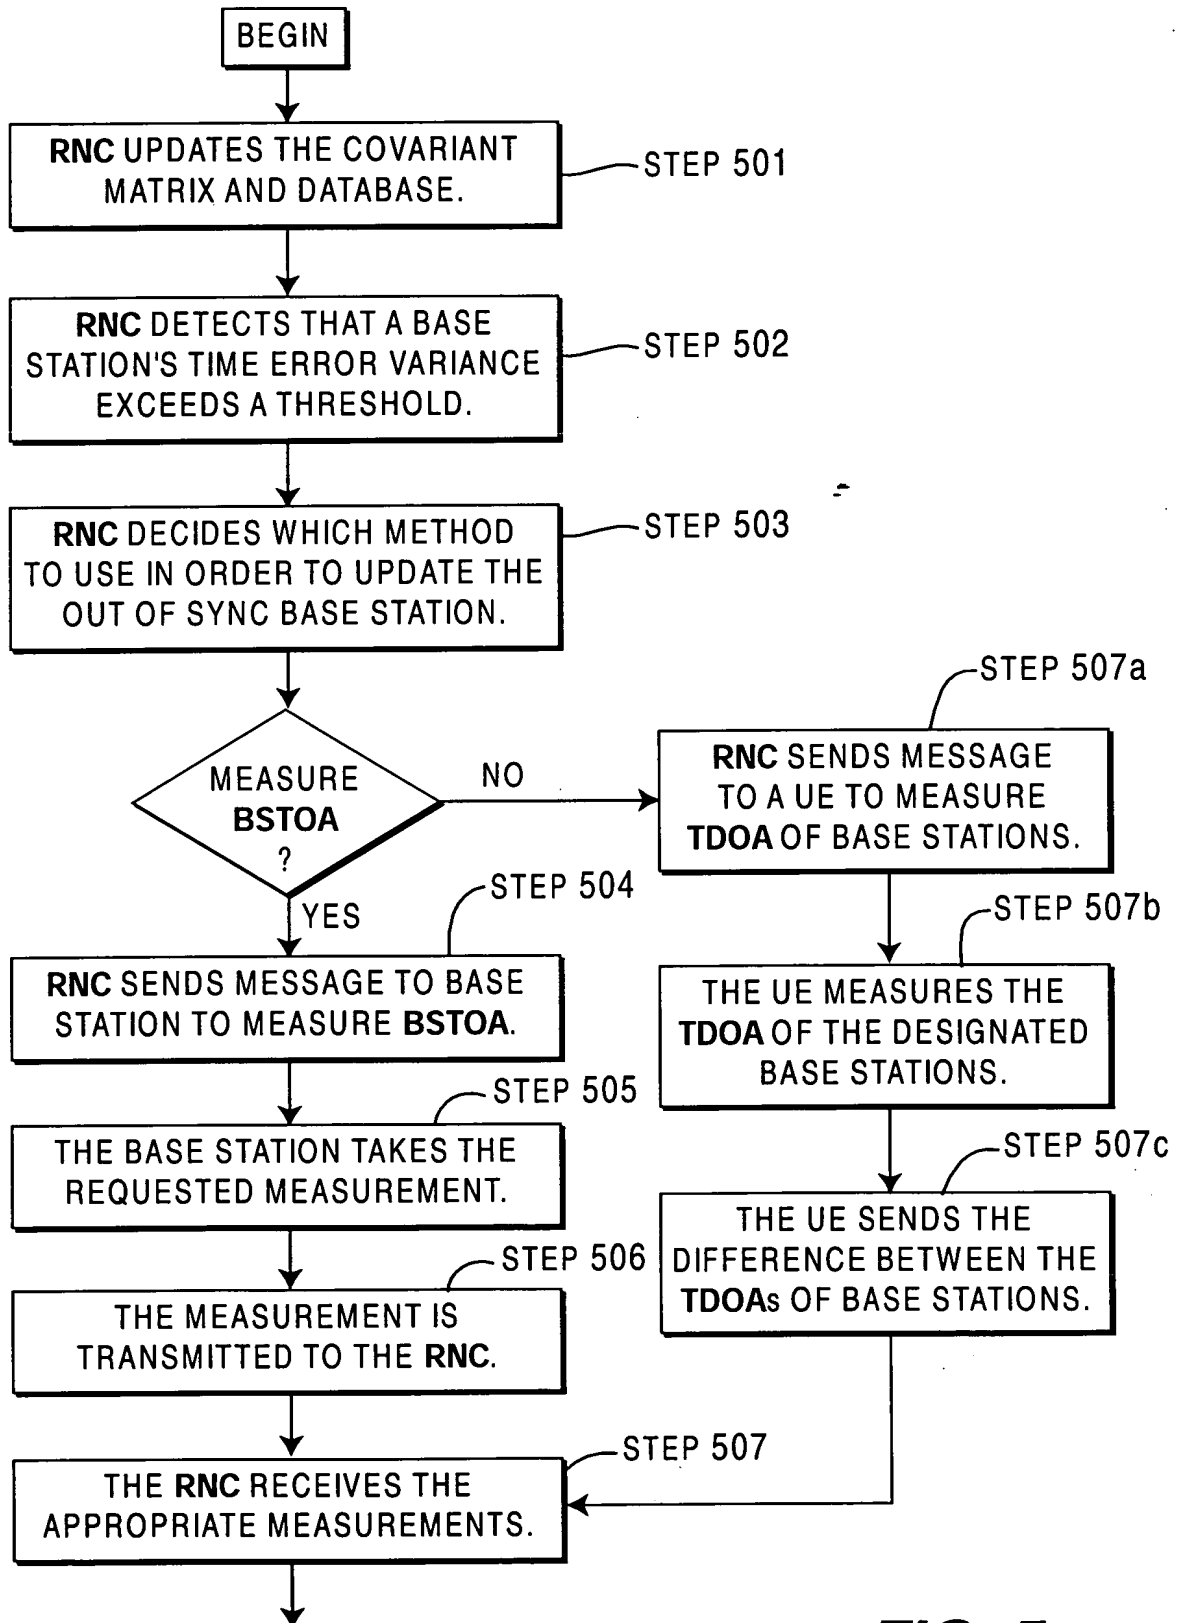 BEGIN
RNC UPDATES THE COVARIANT
MATRIX AND DATABASE.
STEP 501
RNC DETECTS THAT A BASE
STATION'S TIME ERROR VARIANCE
EXCEEDS A THRESHOLD.
STEP 502
RNC DECIDES WHICH METHOD
TO USE IN ORDER TO UPDATE THE
OUT OF SYNC BASE STATION.
STEP 503
MEASURE
BSTOA
?
NO
YES
STEP 507a
RNC SENDS MESSAGE
TO A UE TO MEASURE
TDOA OF BASE STATIONS.
STEP 504
RNC SENDS MESSAGE TO BASE
STATION TO MEASURE BSTOA.
STEP 507b
THE UE MEASURES THE
TDOA OF THE DESIGNATED
BASE STATIONS.
STEP 505
THE BASE STATION TAKES THE
REQUESTED MEASUREMENT.
STEP 507c
THE UE SENDS THE
DIFFERENCE BETWEEN THE
TDOAs OF BASE STATIONS.
STEP 506
THE MEASUREMENT IS
TRANSMITTED TO THE RNC.
STEP 507
THE RNC RECEIVES THE
APPROPRIATE MEASUREMENTS.